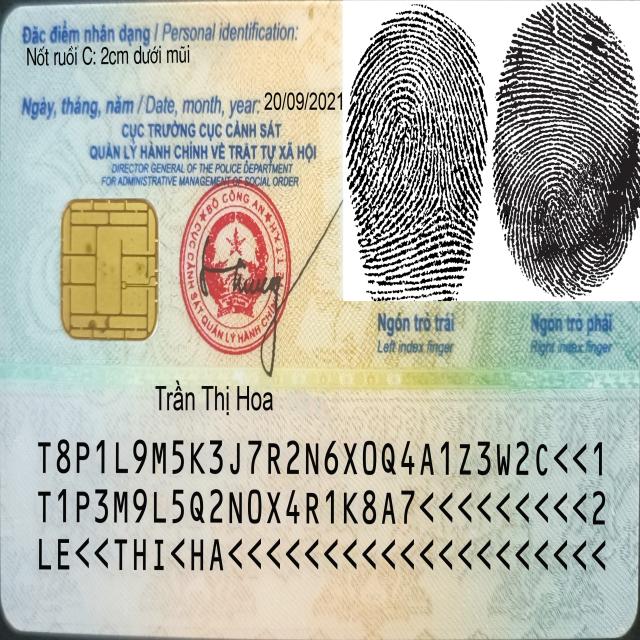 Đặc điểm nhân dạng / Personal identification:
Nốt ruồi C: 2cm dưới mũi
Ngày, tháng, năm / Date, month, year: 20/09/2021
CỤC TRƯỞNG CỤC CẢNH SÁT
QUẢN LÝ HÀNH CHÍNH VỀ TRẬT TỰ XÃ HỘI
DIRECTOR GENERAL OF THE POLICE DEPARTMENT
FOR ADMINISTRATIVE MANAGEMENT OF SOCIAL ORDER
BỘ CÔNG AN
CỤC CẢNH SÁT QUẢN LÝ HÀNH CHÍNH
Ngón trỏ trái
Left index finger
Ngón trỏ phải
Right index finger
Trần Thị Hoa
T8P1L9M5K3J7R2N6X0Q4A1Z3W2C<<1
T1P3M9L5Q2N0X4R1K8A7<<<<<<<<<2
LE<<THI<HA<<<<<<<<<<<<<<<<<<<<